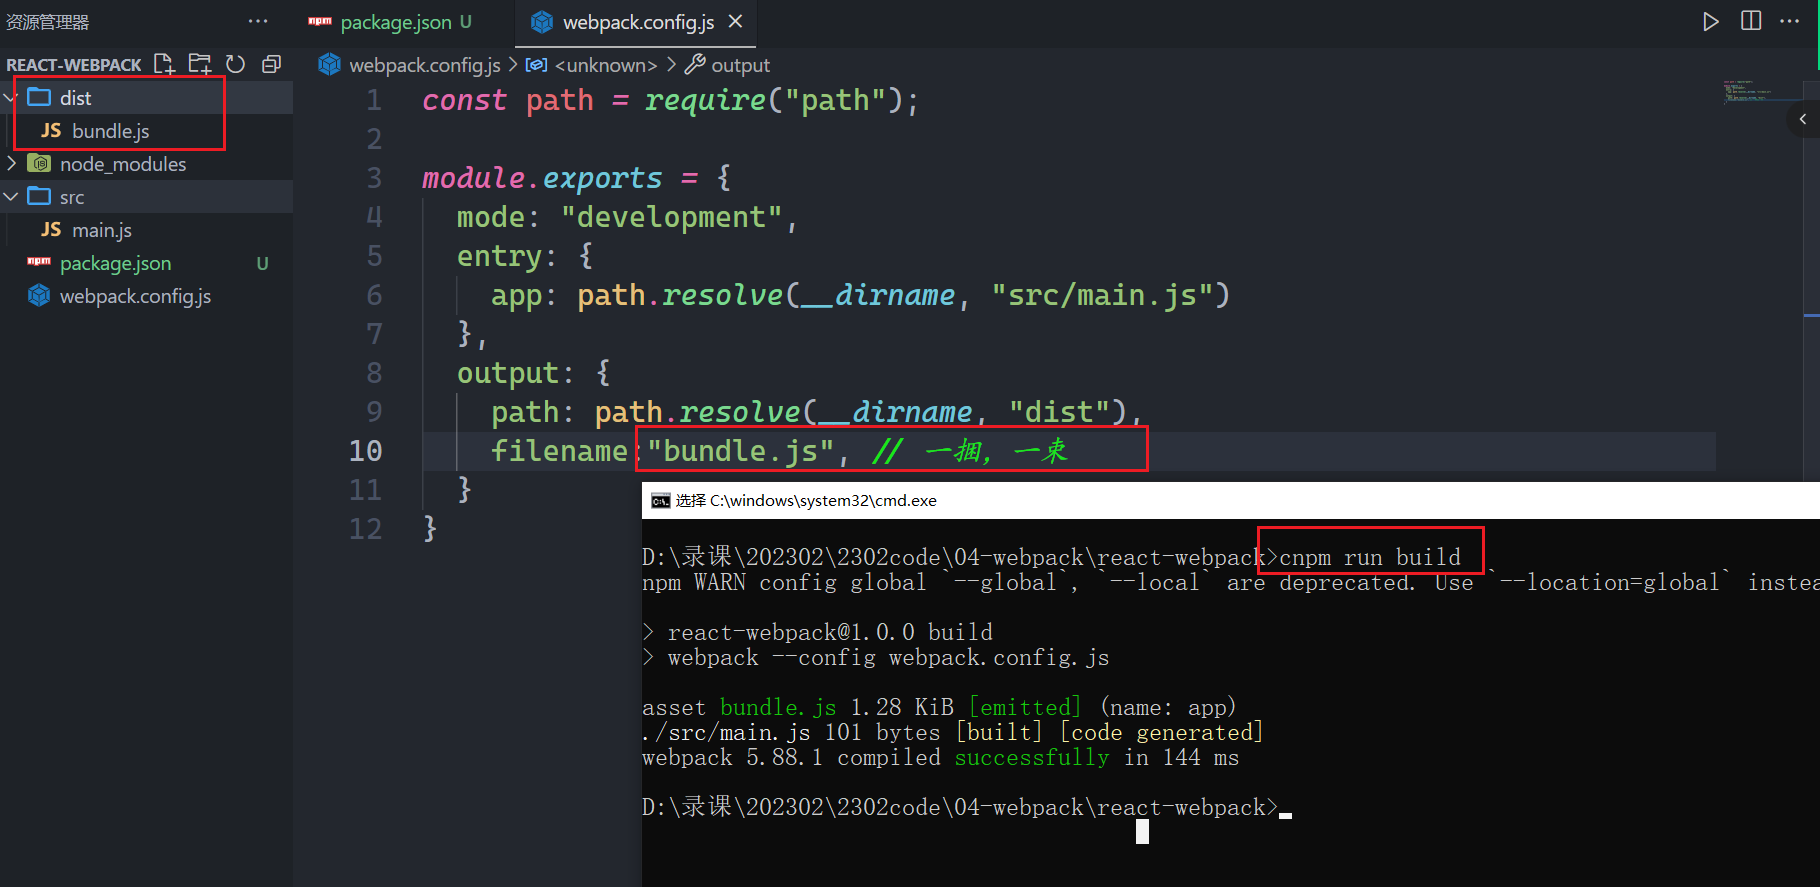 资源管理器
package.json U
webpack.config.js
REACT-WEBPACK
dist
JS bundle.js
node_modules
src
JS main.js
package.json U
webpack.config.js
webpack.config.js > <unknown> > output
1 const path = require("path");
2
3 module.exports = {
4 mode: "development",
5 entry: {
6 app: path.resolve(__dirname, "src/main.js")
7 },
8 output: {
9 path: path.resolve(__dirname, "dist"),
10 filename:"bundle.js", // 一捆，一束
11 }
12 }
选择 C:\windows\system32\cmd.exe
D:\录课\202302\2302code\04-webpack\react-webpack>cnpm run build
npm WARN config global `--global`, `--local` are deprecated. Use `--location=global` instea
> react-webpack@1.0.0 build
> webpack --config webpack.config.js
asset bundle.js 1.28 KiB [emitted] (name: app)
./src/main.js 101 bytes [built] [code generated]
webpack 5.88.1 compiled successfully in 144 ms
D:\录课\202302\2302code\04-webpack\react-webpack>